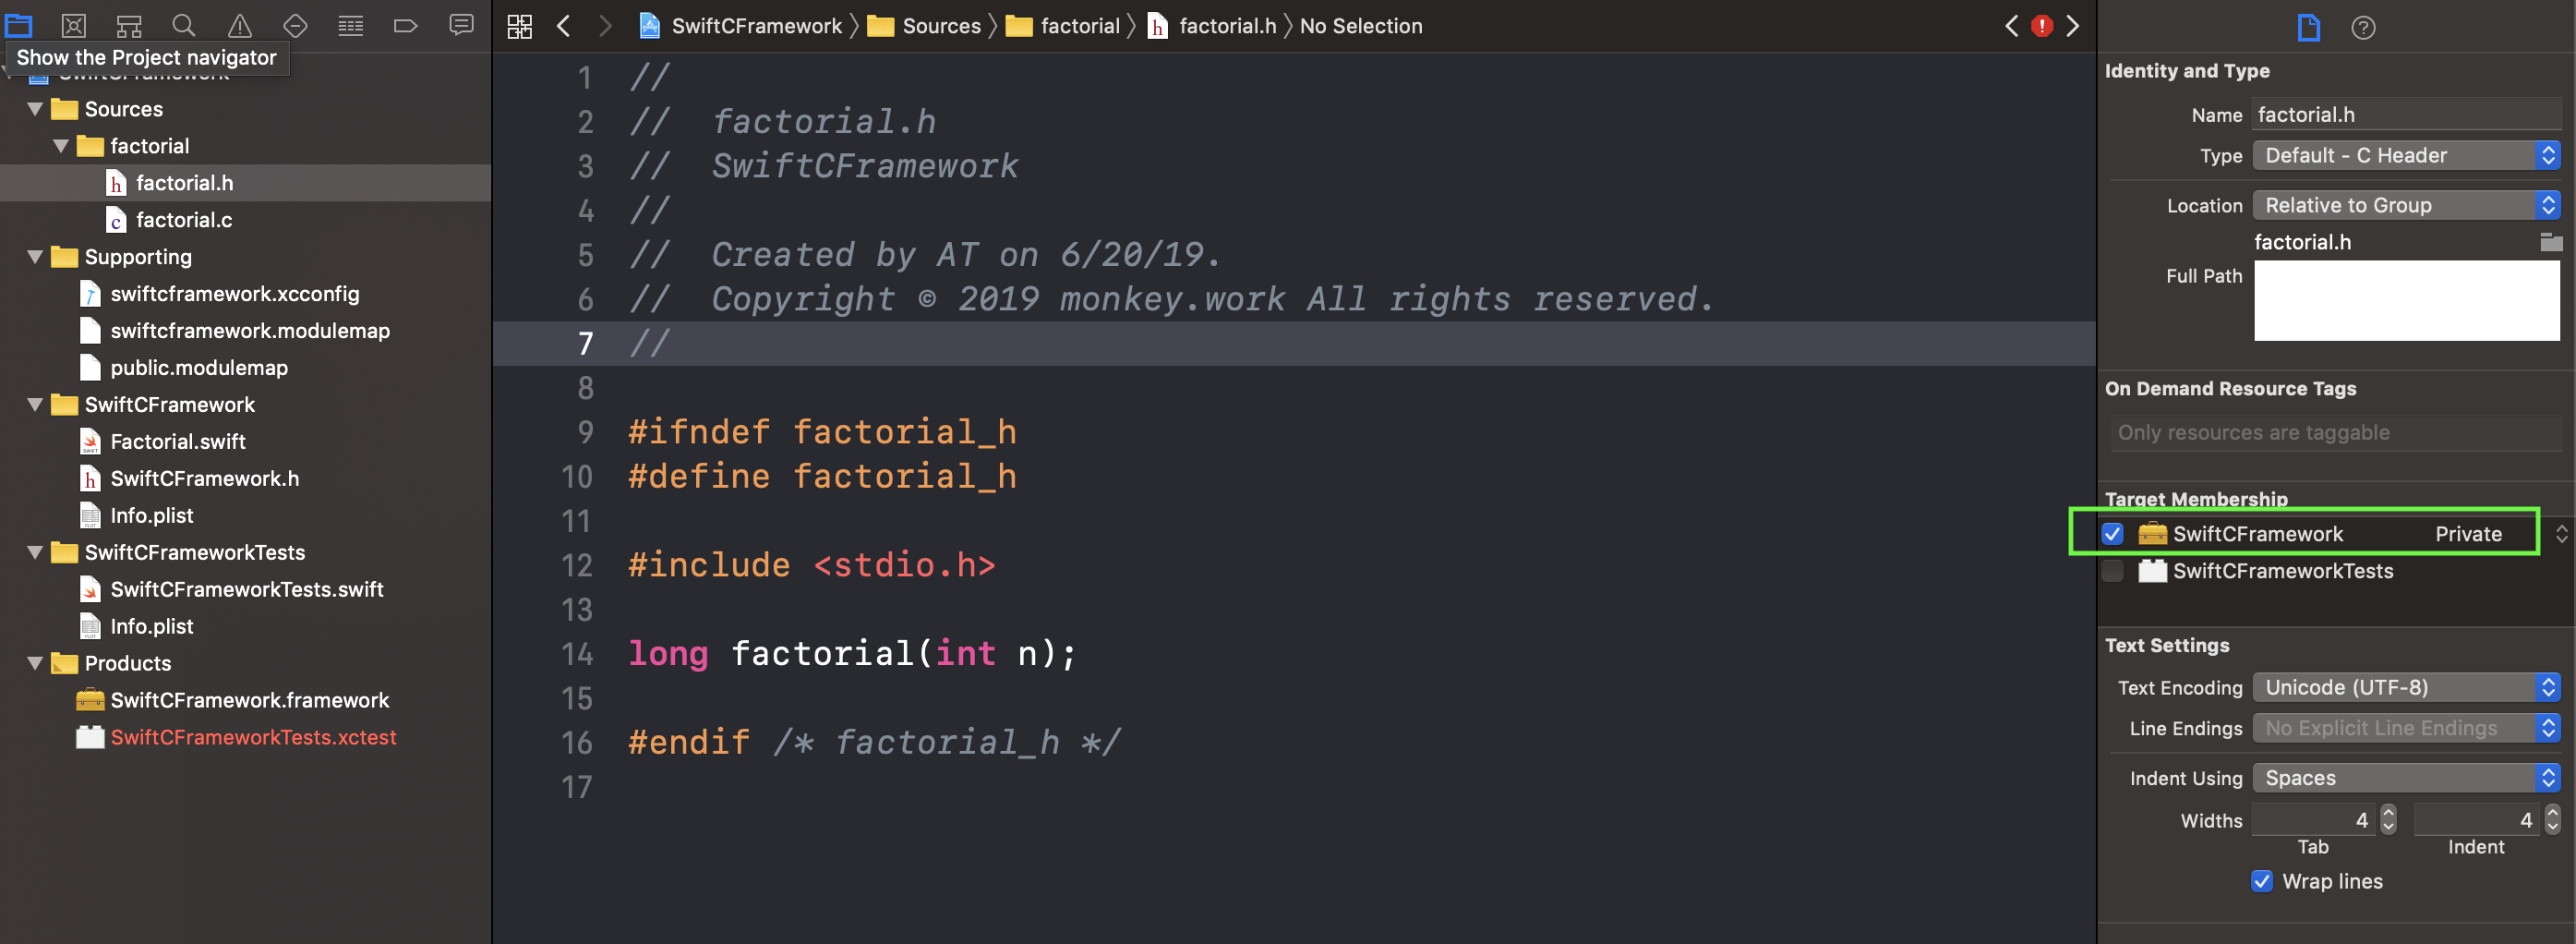 Show the Project navigator
Sources
factorial
factorial.h
factorial.c
Supporting
swiftcframework.xcconfig
swiftcframework.modulemap
public.modulemap
SwiftCFramework
Factorial.swift
SwiftCFramework.h
Info.plist
SwiftCFrameworkTests
SwiftCFrameworkTests.swift
Info.plist
Products
SwiftCFramework.framework
SwiftCFrameworkTests.xctest
SwiftCFramework Sources factorial factorial.h No Selection
1 //
2 //  factorial.h
3 //  SwiftCFramework
4 //
5 //  Created by AT on 6/20/19.
6 //  Copyright © 2019 monkey.work All rights reserved.
7 //
8
9 #ifndef factorial_h
10 #define factorial_h
11
12 #include <stdio.h>
13
14 long factorial(int n);
15
16 #endif /* factorial_h */
17
Identity and Type
Name factorial.h
Type Default - C Header
Location Relative to Group
factorial.h
Full Path
On Demand Resource Tags
Only resources are taggable
Target Membership
SwiftCFramework Private
SwiftCFrameworkTests
Text Settings
Text Encoding Unicode (UTF-8)
Line Endings No Explicit Line Endings
Indent Using Spaces
Widths 4 4
Tab Indent
Wrap lines